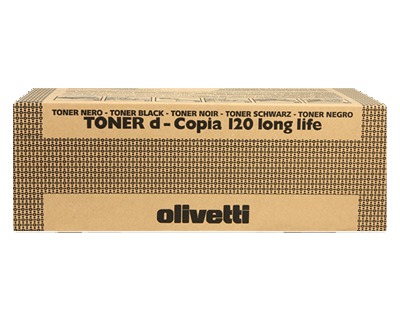 TONER NERO - TONER BLACK - TONER NOIR - TONER SCHWARZ - TONER NEGRO
TONER d-Copia 120 long life
olivetti